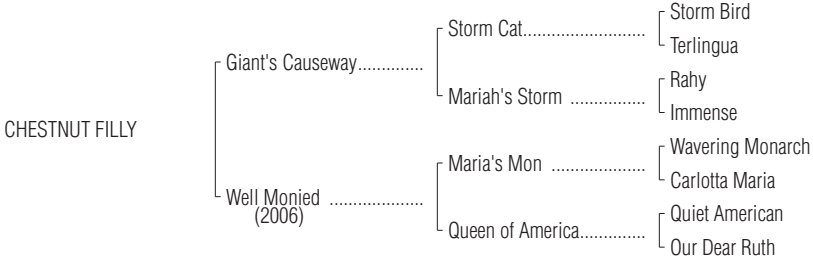 CHESTNUT FILLY
Giant's Causeway..............
Well Monied ....................
(2006)
Storm Cat..........................
Mariah's Storm ................
Maria's Mon ....................
Queen of America..............
Storm Bird
Terlingua
Rahy
Immense
Wavering Monarch
Carlotta Maria
Quiet American
Our Dear Ruth